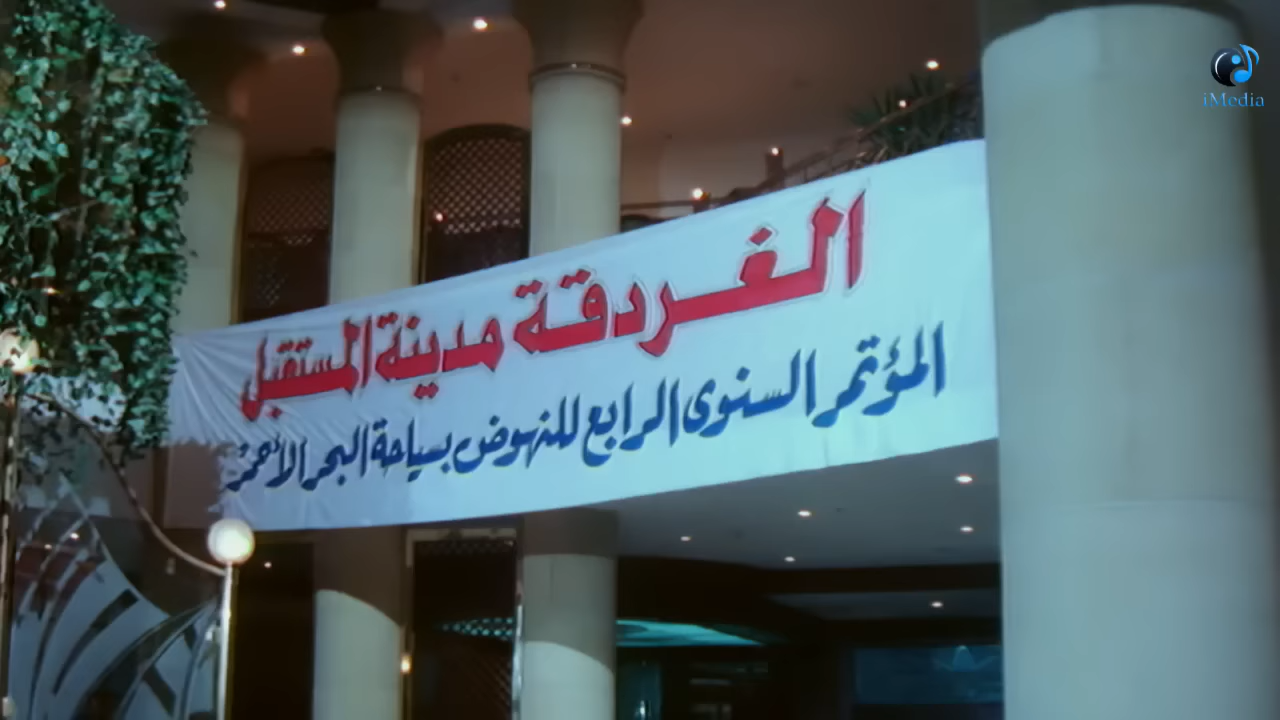 iMedia
الغردقة مدينة المستقبل
المؤتمر السنوى الرابع للنهوض بسياحة البحر الأحمر